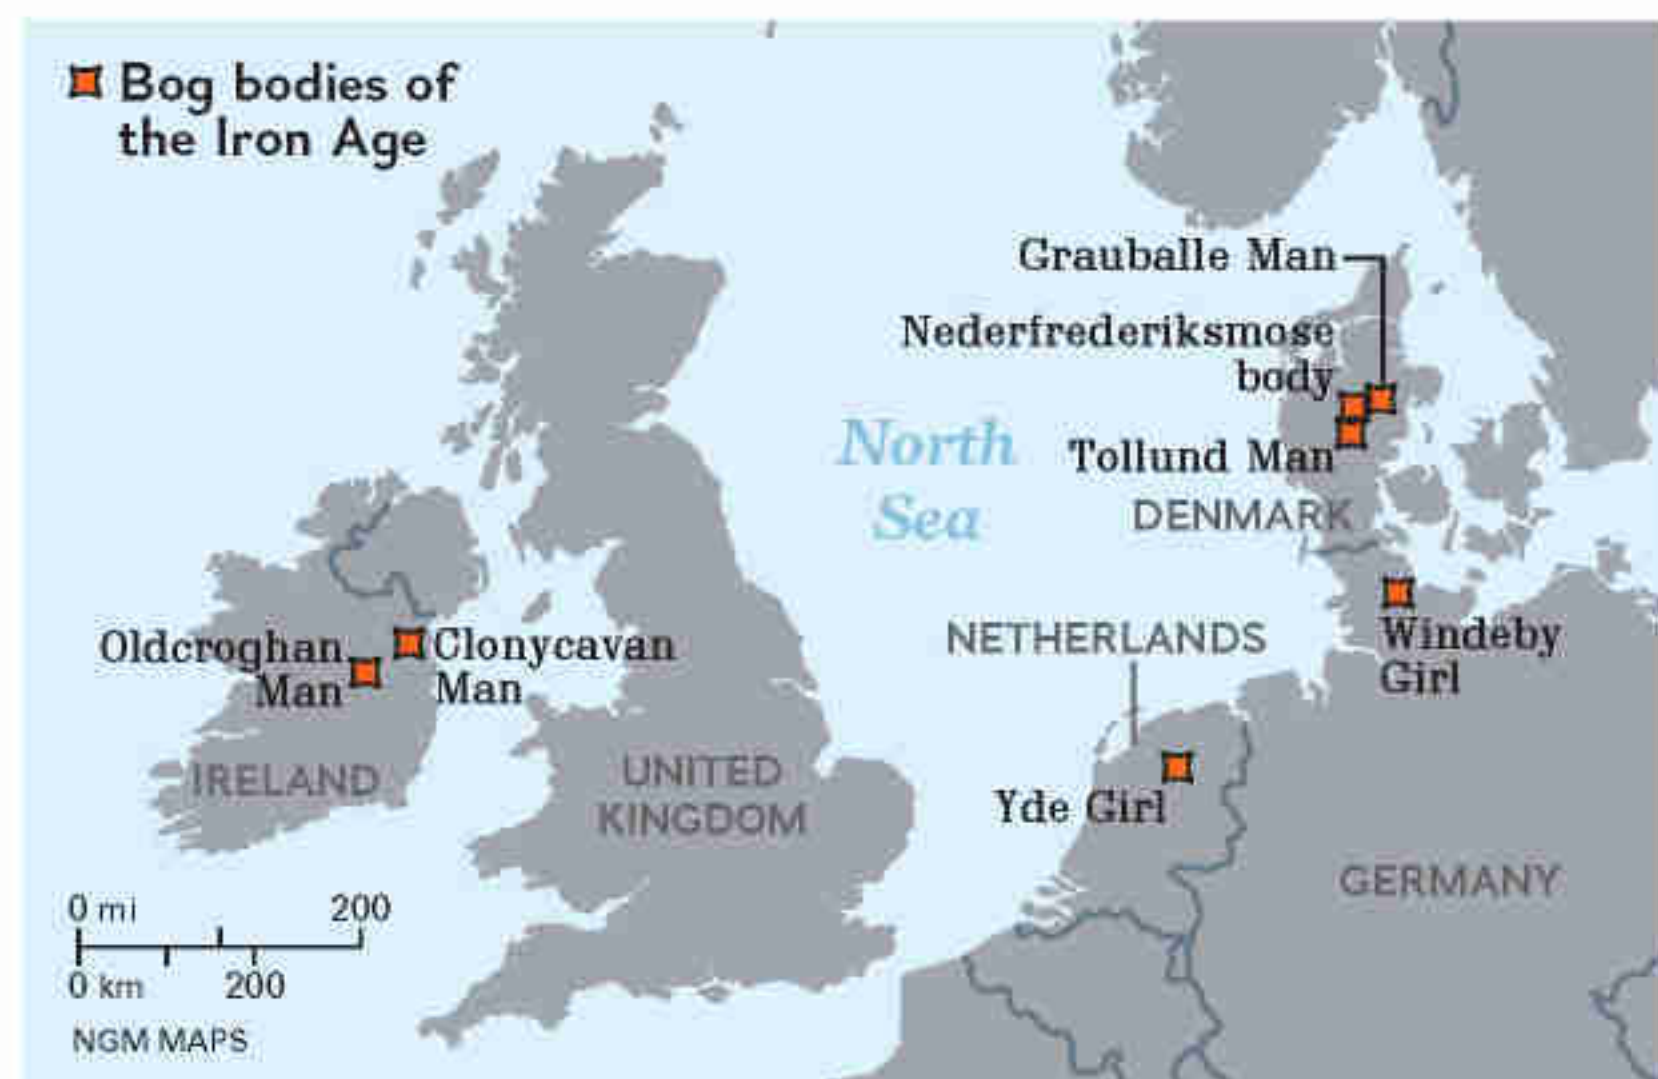 Bog bodies of
the Iron Age
Grauballe Man
Nederfrederiksmose
body
Tollund Man
North
Sea
DENMARK
Windeby
Girl
NETHERLANDS
Yde Girl
GERMANY
Oldcroghan
Man
Clonycavan
Man
IRELAND
UNITED
KINGDOM
0 mi 200
0 km 200
NGM MAPS